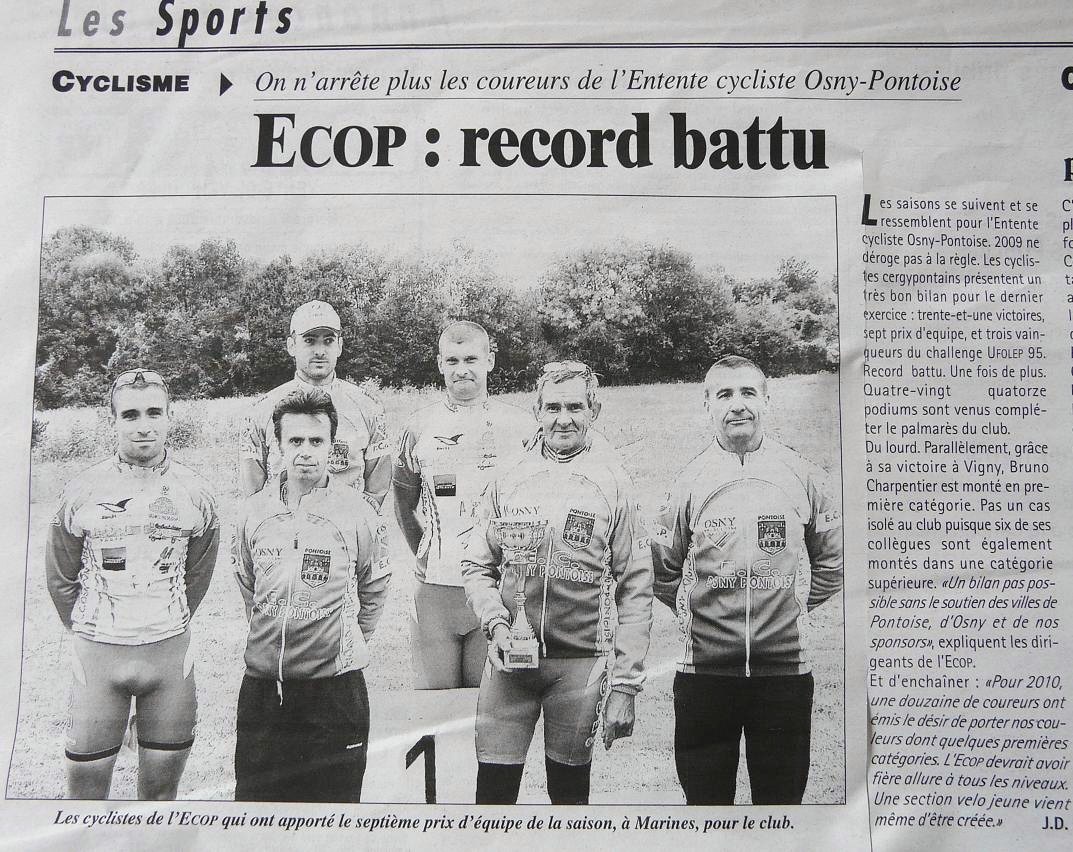 Les Sports
CYCLISME ▶ On n'arrête plus les coureurs de l'Entente cycliste Osny-Pontoise
ECOP : record battu
Les saisons se suivent et se
ressemblent pour l'Entente
cycliste Osny-Pontoise. 2009 ne
déroge pas à la règle. Les cyclis-
tes cergypontains présentent un
très bon bilan pour le dernier
exercice : trente-et-une victoires,
sept prix d'equipe, et trois vain-
queurs du challenge UFOLEP 95.
Record battu. Une fois de plus.
Quatre-vingt quatorze
podiums sont venus complé-
ter le palmarès du club.
Du lourd. Parallèlement, grâce
à sa victoire à Vigny, Bruno
Charpentier est monté en pre-
mière catégorie. Pas un cas
isolé au club puisque six de ses
collègues sont également
montés dans une catégorie
supérieure. «Un bilan pas pos-
sible sans le soutien des villes de
Pontoise, d'Osny et de nos
sponsors», expliquent les diri-
geants de l'ECOP.
Et d'enchaîner : «Pour 2010,
une douzaine de coureurs ont
émis le désir de porter nos cou-
leurs dont quelques premières
catégories. L'ECOP devrait avoir
fière allure à tous les niveaux.
Une section velo jeune vient
même d'être créée.» J.D.
OSNY
PONTOISE
OSNY PONTOISE
OSNY
PONTOISE
NY PONTOISE
OSNY
PONTOISE
OSNY PONTOISE
1
Les cyclistes de l'ECOP qui ont apporté le septième prix d'équipe de la saison, à Marines, pour le club.